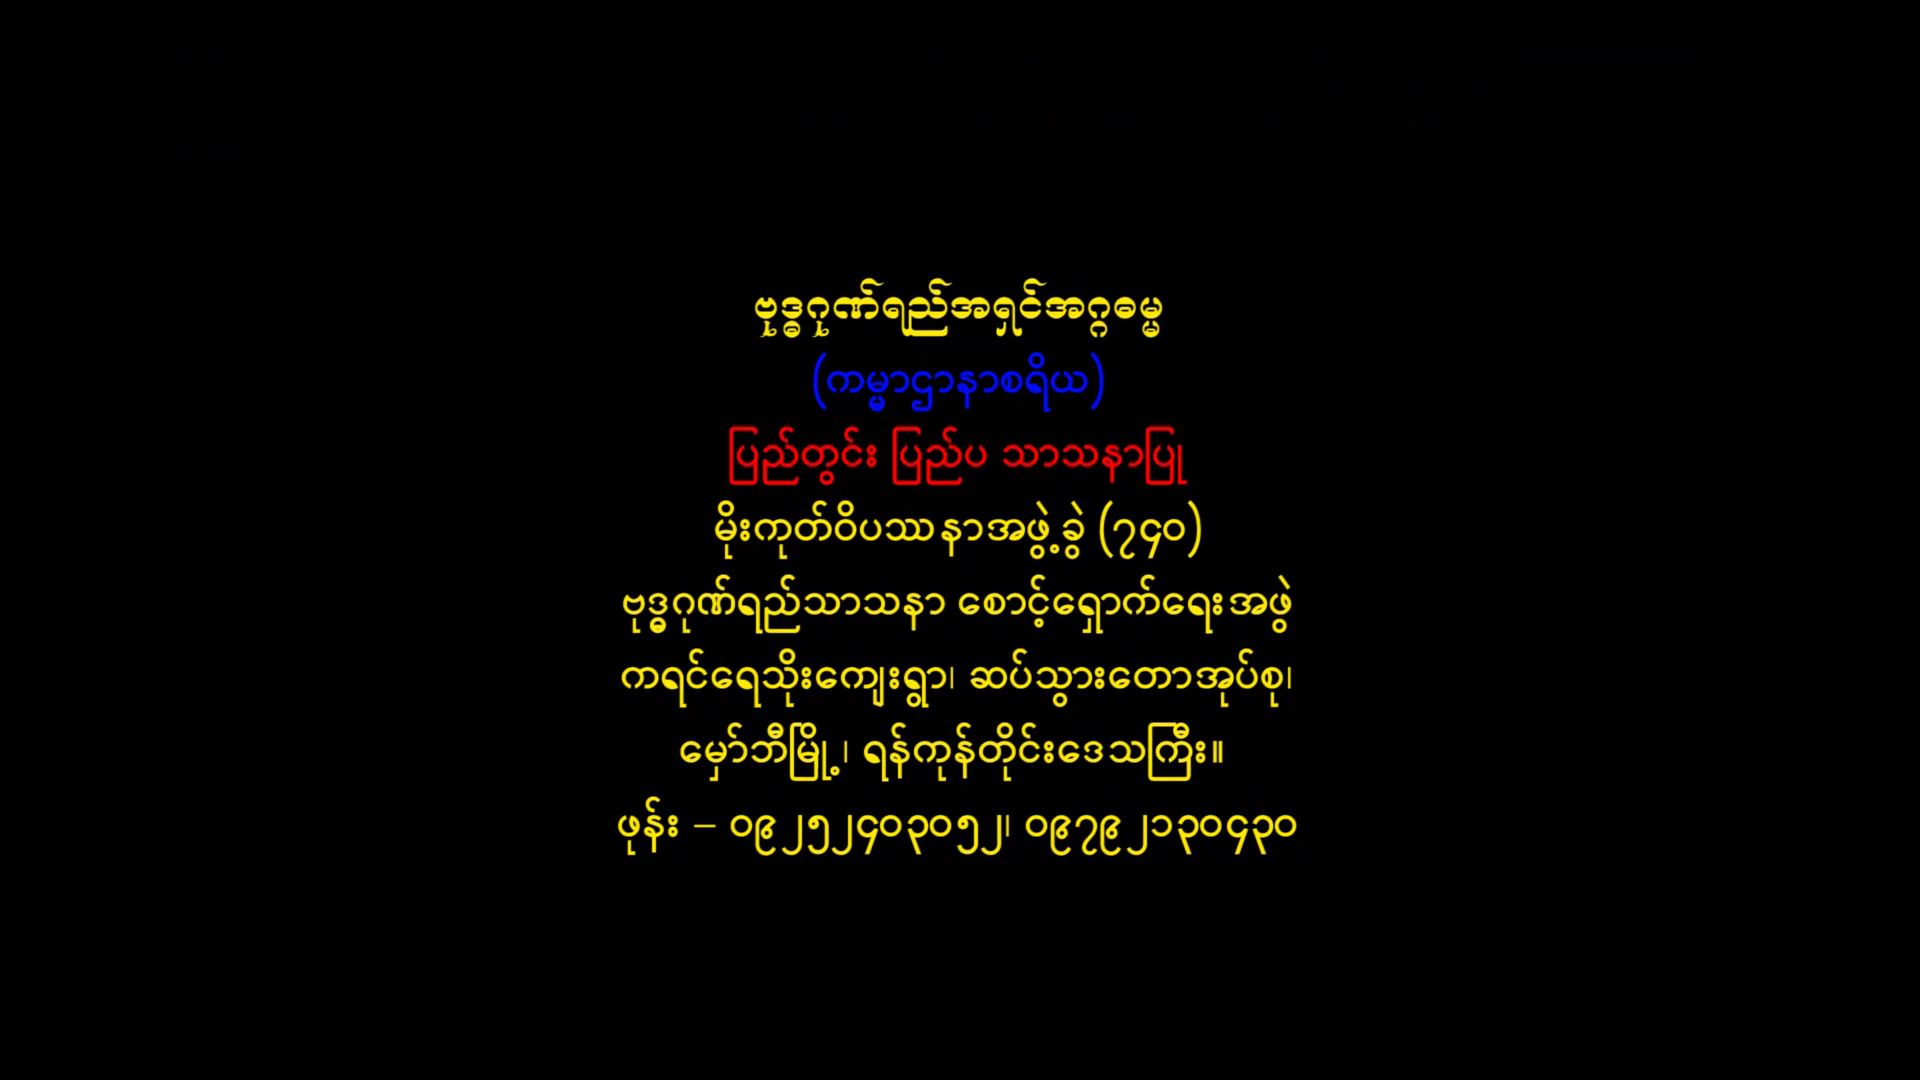 ဗုဒ္ဓဂုဏ်ရည်အရှင်အဂ္ဂဓမ္မ
(ကမ္မာဌာနာစရိယ)
ပြည်တွင်း ပြည်ပ သာသနာပြု
မိုးကုတ်ဝိပဿနာအဖွဲ့ခွဲ (၇၄၀)
ဗုဒ္ဓဂုဏ်ရည်သာသနာ စောင့်ရှောက်ရေးအဖွဲ
ကရင်ရေသိုးကျေးရွာ၊ ဆပ်သွားတောအုပ်စု၊
မှော်ဘီမြို့၊ ရန်ကုန်တိုင်းဒေသကြီး။
ဖုန်း – ၀၉၂၅၂၄၀၃၀၅၂၊ ၀၉၇၉၂၁၃၀၄၃၀